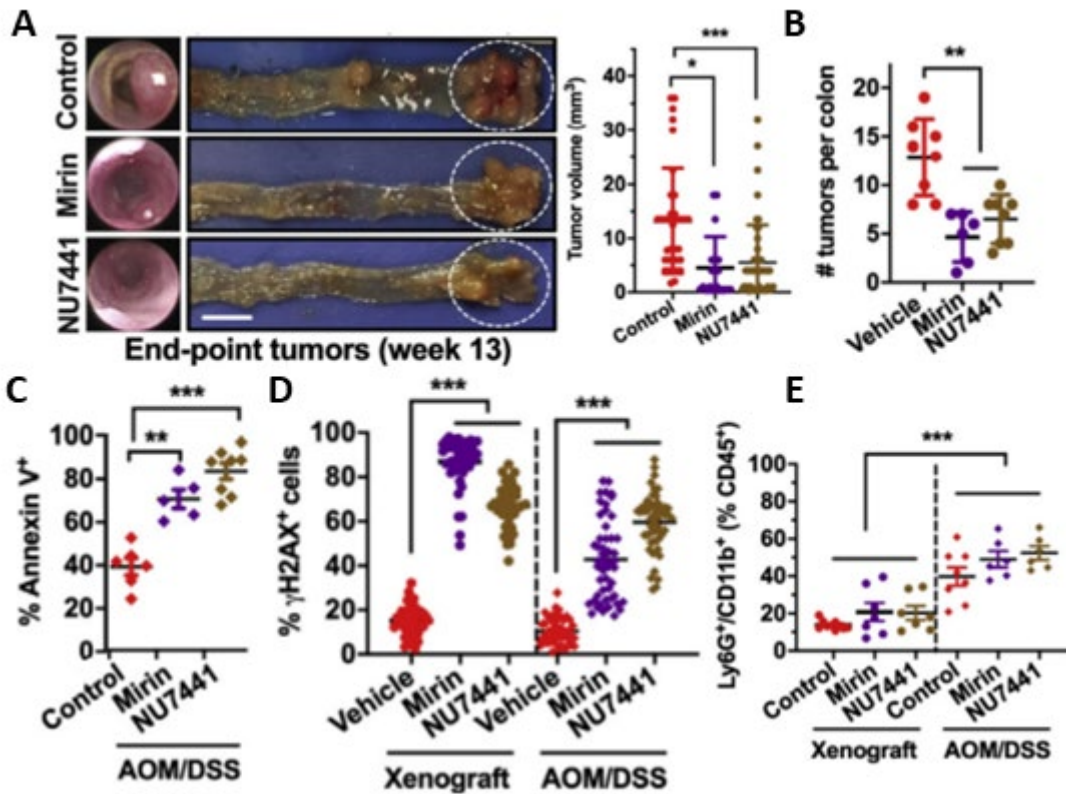 A
Control
Mirin
NU7441
End-point tumors (week 13)
Tumor volume (mm³)
40
30
20
10
0
* ***
Control
Mirin
NU7441
B
# tumors per colon
20
15
10
5
0
**
Vehicle
Mirin
NU7441
C
% Annexin V⁺
100
80
60
40
20
0
***
**
Control
Mirin
NU7441
AOM/DSS
D
% γH2AX⁺ cells
100
80
60
40
20
0
*** ***
Vehicle
Mirin
NU7441
Vehicle
Mirin
NU7441
Xenograft AOM/DSS
E
Ly6G⁺/CD11b⁺ (% CD45⁺)
100
80
60
40
20
0
***
Control
Mirin
NU7441
Control
Mirin
NU7441
Xenograft AOM/DSS